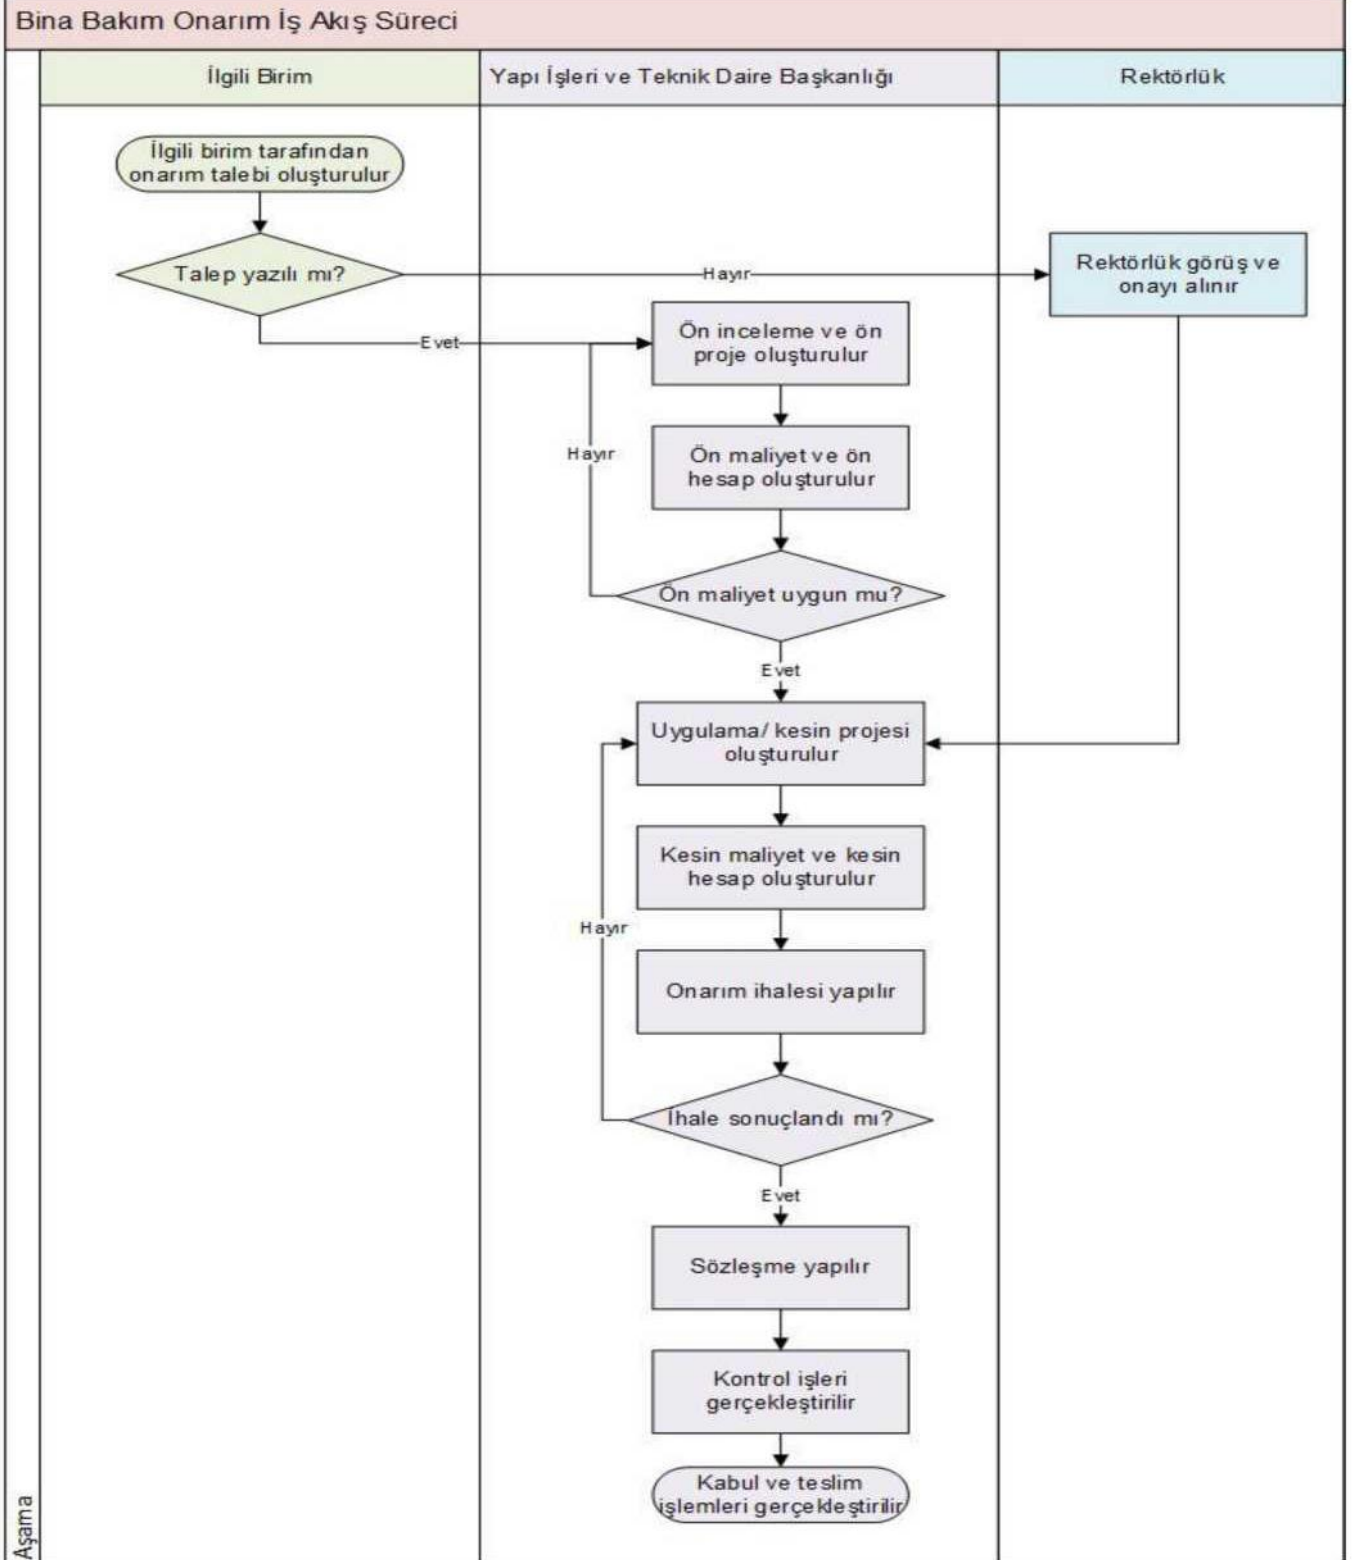 Bina Bakım Onarım İş Akış Süreci
İlgili Birim
Yapı İşleri ve Teknik Daire Başkanlığı
Rektörlük
İlgili birim tarafından
onarım talebi oluşturulur
Talep yazılı mı?
Hayır
Rektörlük görüş ve
onayı alınır
Evet
Ön inceleme ve ön
proje oluşturulur
Hayır
Ön maliyet ve ön
hesap oluşturulur
Ön maliyet uygun mu?
Evet
Uygulama/ kesin projesi
oluşturulur
Kesin maliyet ve kesin
hesap oluşturulur
Hayır
Onarım ihalesi yapılır
İhale sonuçlandı mı?
Evet
Sözleşme yapılır
Kontrol işleri
gerçekleştirilir
Kabul ve teslim
işlemleri gerçekleştirilir
Aşama